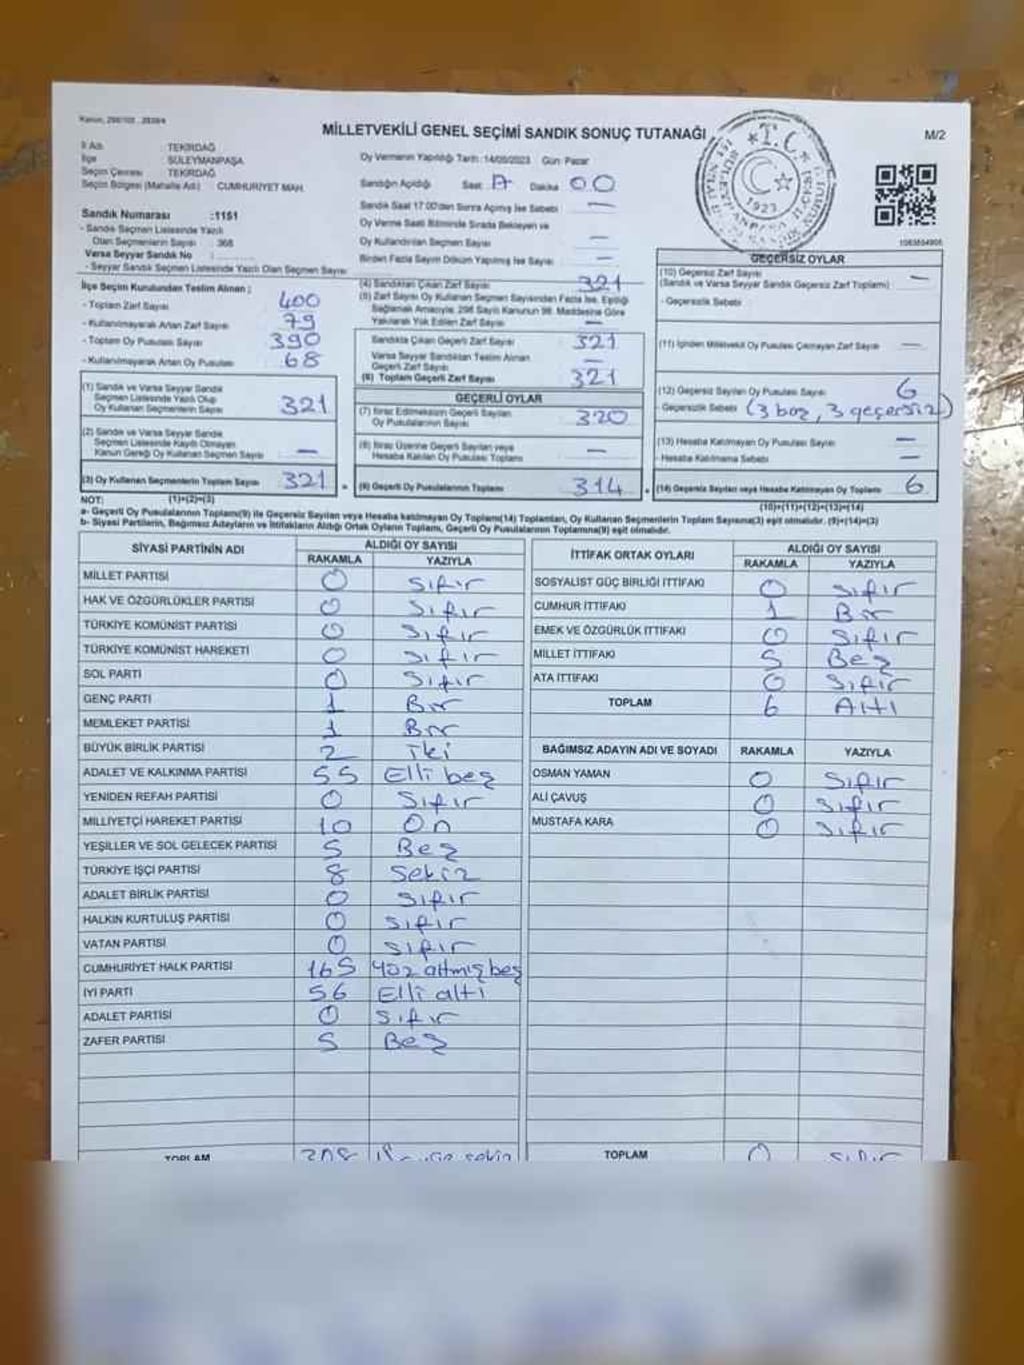 Kanun, 298/105 , 2839/4
MİLLETVEKİLİ GENEL SEÇİMİ SANDIK SONUÇ TUTANAĞI
M/2
İl Adı : TEKİRDAĞ
İlçe : SÜLEYMANPAŞA
Seçim Çevresi : TEKİRDAĞ
Seçim Bölgesi (Mahalle Adı) : CUMHURİYET MAH.
Sandık Numarası :1151
- Sandık Seçmen Listesinde Yazılı
Olan Seçmenlerin Sayısı : 368
Varsa Seyyar Sandık No :
- Seyyar Sandık Seçmen Listesinde Yazılı Olan Seçmen Sayısı
Oy Vermenin Yapıldığı Tarih :14/05/2023 Gün: Pazar
Sandığın Açıldığı Saat 17 Dakika 00
Sandık Saat 17.00'den Sonra Açılmış İse Sebebi : —
Oy Verme Saati Bitiminde Sırada Bekleyen ve
Oy Kullandırılan Seçmen Sayısı —
Birden Fazla Sayım Döküm Yapılmış İse Sayısı —
T.C.
1923
İlçe Seçim Kurulundan Teslim Alınan ;
- Toplam Zarf Sayısı 400
- Kullanılmayarak Artan Zarf Sayısı 79
- Toplam Oy Pusulası Sayısı 390
- Kullanılmayarak Artan Oy Pusulası 68
(1) Sandık ve Varsa Seyyar Sandık
Seçmen Listesinde Yazılı Olup
Oy Kullanan Seçmenlerin Sayısı 321
(2) Sandık ve Varsa Seyyar Sandık
Seçmen Listesinde Kayıtlı Olmayan
Kanun Gereği Oy Kullanan Seçmen Sayısı —
(3) Oy Kullanan Seçmenlerin Toplam Sayısı 321
(1)+(2)=(3)
(4) Sandıktan Çıkan Zarf Sayısı 321
(5) Zarf Sayısı Oy Kullanan Seçmen Sayısından Fazla İse, Eşitliği
Sağlamak Amacıyla, 298 Sayılı Kanunun 98. Maddesine Göre
Yakılarak Yok Edilen Zarf Sayısı —
Sandıkta Çıkan Geçerli Zarf Sayısı 321
Varsa Seyyar Sandıktan Teslim Alınan
Geçerli Zarf Sayısı —
(6) Toplam Geçerli Zarf Sayısı 321
GEÇERLİ OYLAR
(7) İtiraz Edilmeksizin Geçerli Sayılan
Oy Pusulalarının Sayısı 320
(8) İtiraz Üzerine Geçerli Sayılan veya
Hesaba Katılan Oy Pusulası Toplamı —
(9) Geçerli Oy Pusulalarının Toplamı 314
GEÇERSİZ OYLAR
(10) Geçersiz Zarf Sayısı
(Sandık ve Varsa Seyyar Sandık Geçersiz Zarf Toplamı) —
- Geçersizlik Sebebi :
(11) İçinden Milletvekili Oy Pusulası Çıkmayan Zarf Sayısı —
(12) Geçersiz Sayılan Oy Pusulası Sayısı 6
- Geçersizlik Sebebi (3 boş, 3 geçersiz)
(13) Hesaba Katılmayan Oy Pusulası Sayısı —
- Hesaba Katılmama Sebebi —
(14) Geçersiz Sayılan veya Hesaba Katılmayan Oy Toplamı 6
(10)+(11)+(12)+(13)=(14)
NOT:
a- Geçerli Oy Pusulalarının Toplamı(9) ile Geçersiz Sayılan veya Hesaba katılmayan Oy Toplamı(14) Toplamları, Oy Kullanan Seçmenlerin Toplam Sayısına(3) eşit olmalıdır. (9)+(14)=(3)
b- Siyasi Partilerin, Bağımsız Adayların ve İttifakların Aldığı Ortak Oyların Toplamı, Geçerli Oy Pusulalarının Toplamına(9) eşit olmalıdır.
SİYASİ PARTİNİN ADI ALDIĞI OY SAYISI
RAKAMLA YAZIYLA
MİLLET PARTİSİ 0 Sıfır
HAK VE ÖZGÜRLÜKLER PARTİSİ 0 Sıfır
TÜRKİYE KOMÜNİST PARTİSİ 0 Sıfır
TÜRKİYE KOMÜNİST HAREKETİ 0 Sıfır
SOL PARTİ 0 Sıfır
GENÇ PARTİ 1 Bir
MEMLEKET PARTİSİ 1 Bir
BÜYÜK BİRLİK PARTİSİ 2 iki
ADALET VE KALKINMA PARTİSİ 55 Elli beş
YENİDEN REFAH PARTİSİ 0 Sıfır
MİLLİYETÇİ HAREKET PARTİSİ 10 On
YEŞİLLER VE SOL GELECEK PARTİSİ 5 Beş
TÜRKİYE İŞÇİ PARTİSİ 8 Sekiz
ADALET BİRLİK PARTİSİ 0 Sıfır
HALKIN KURTULUŞ PARTİSİ 0 Sıfır
VATAN PARTİSİ 0 Sıfır
CUMHURİYET HALK PARTİSİ 165 yüz altmış beş
İYİ PARTİ 56 Elli altı
ADALET PARTİSİ 0 Sıfır
ZAFER PARTİSİ 5 Beş
TOPLAM 308 sekiz
İTTİFAK ORTAK OYLARI ALDIĞI OY SAYISI
RAKAMLA YAZIYLA
SOSYALİST GÜÇ BİRLİĞİ İTTİFAKI 0 Sıfır
CUMHUR İTTİFAKI 1 Bir
EMEK VE ÖZGÜRLÜK İTTİFAKI 0 Sıfır
MİLLET İTTİFAKI 5 Beş
ATA İTTİFAKI 0 Sıfır
TOPLAM 6 Altı
BAĞIMSIZ ADAYIN ADI VE SOYADI RAKAMLA YAZIYLA
OSMAN YAMAN 0 Sıfır
ALİ ÇAVUŞ 0 Sıfır
MUSTAFA KARA 0 Sıfır
TOPLAM 0 Sıfır